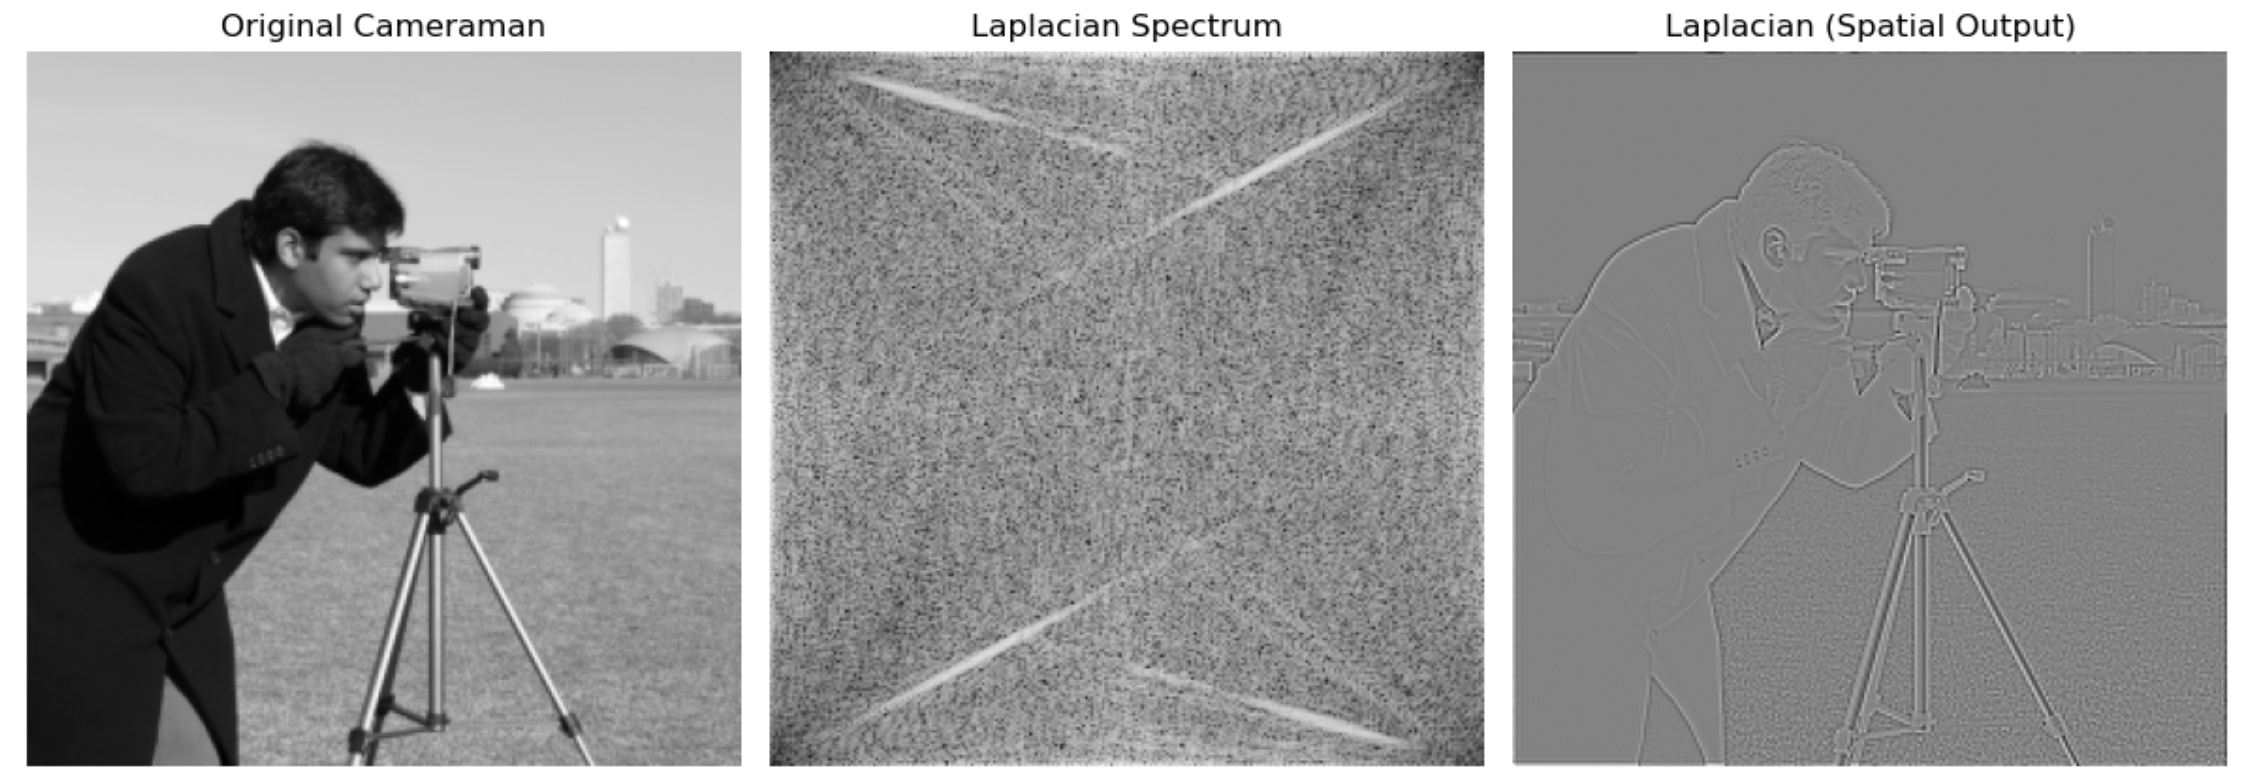 Original Cameraman
Laplacian Spectrum
Laplacian (Spatial Output)